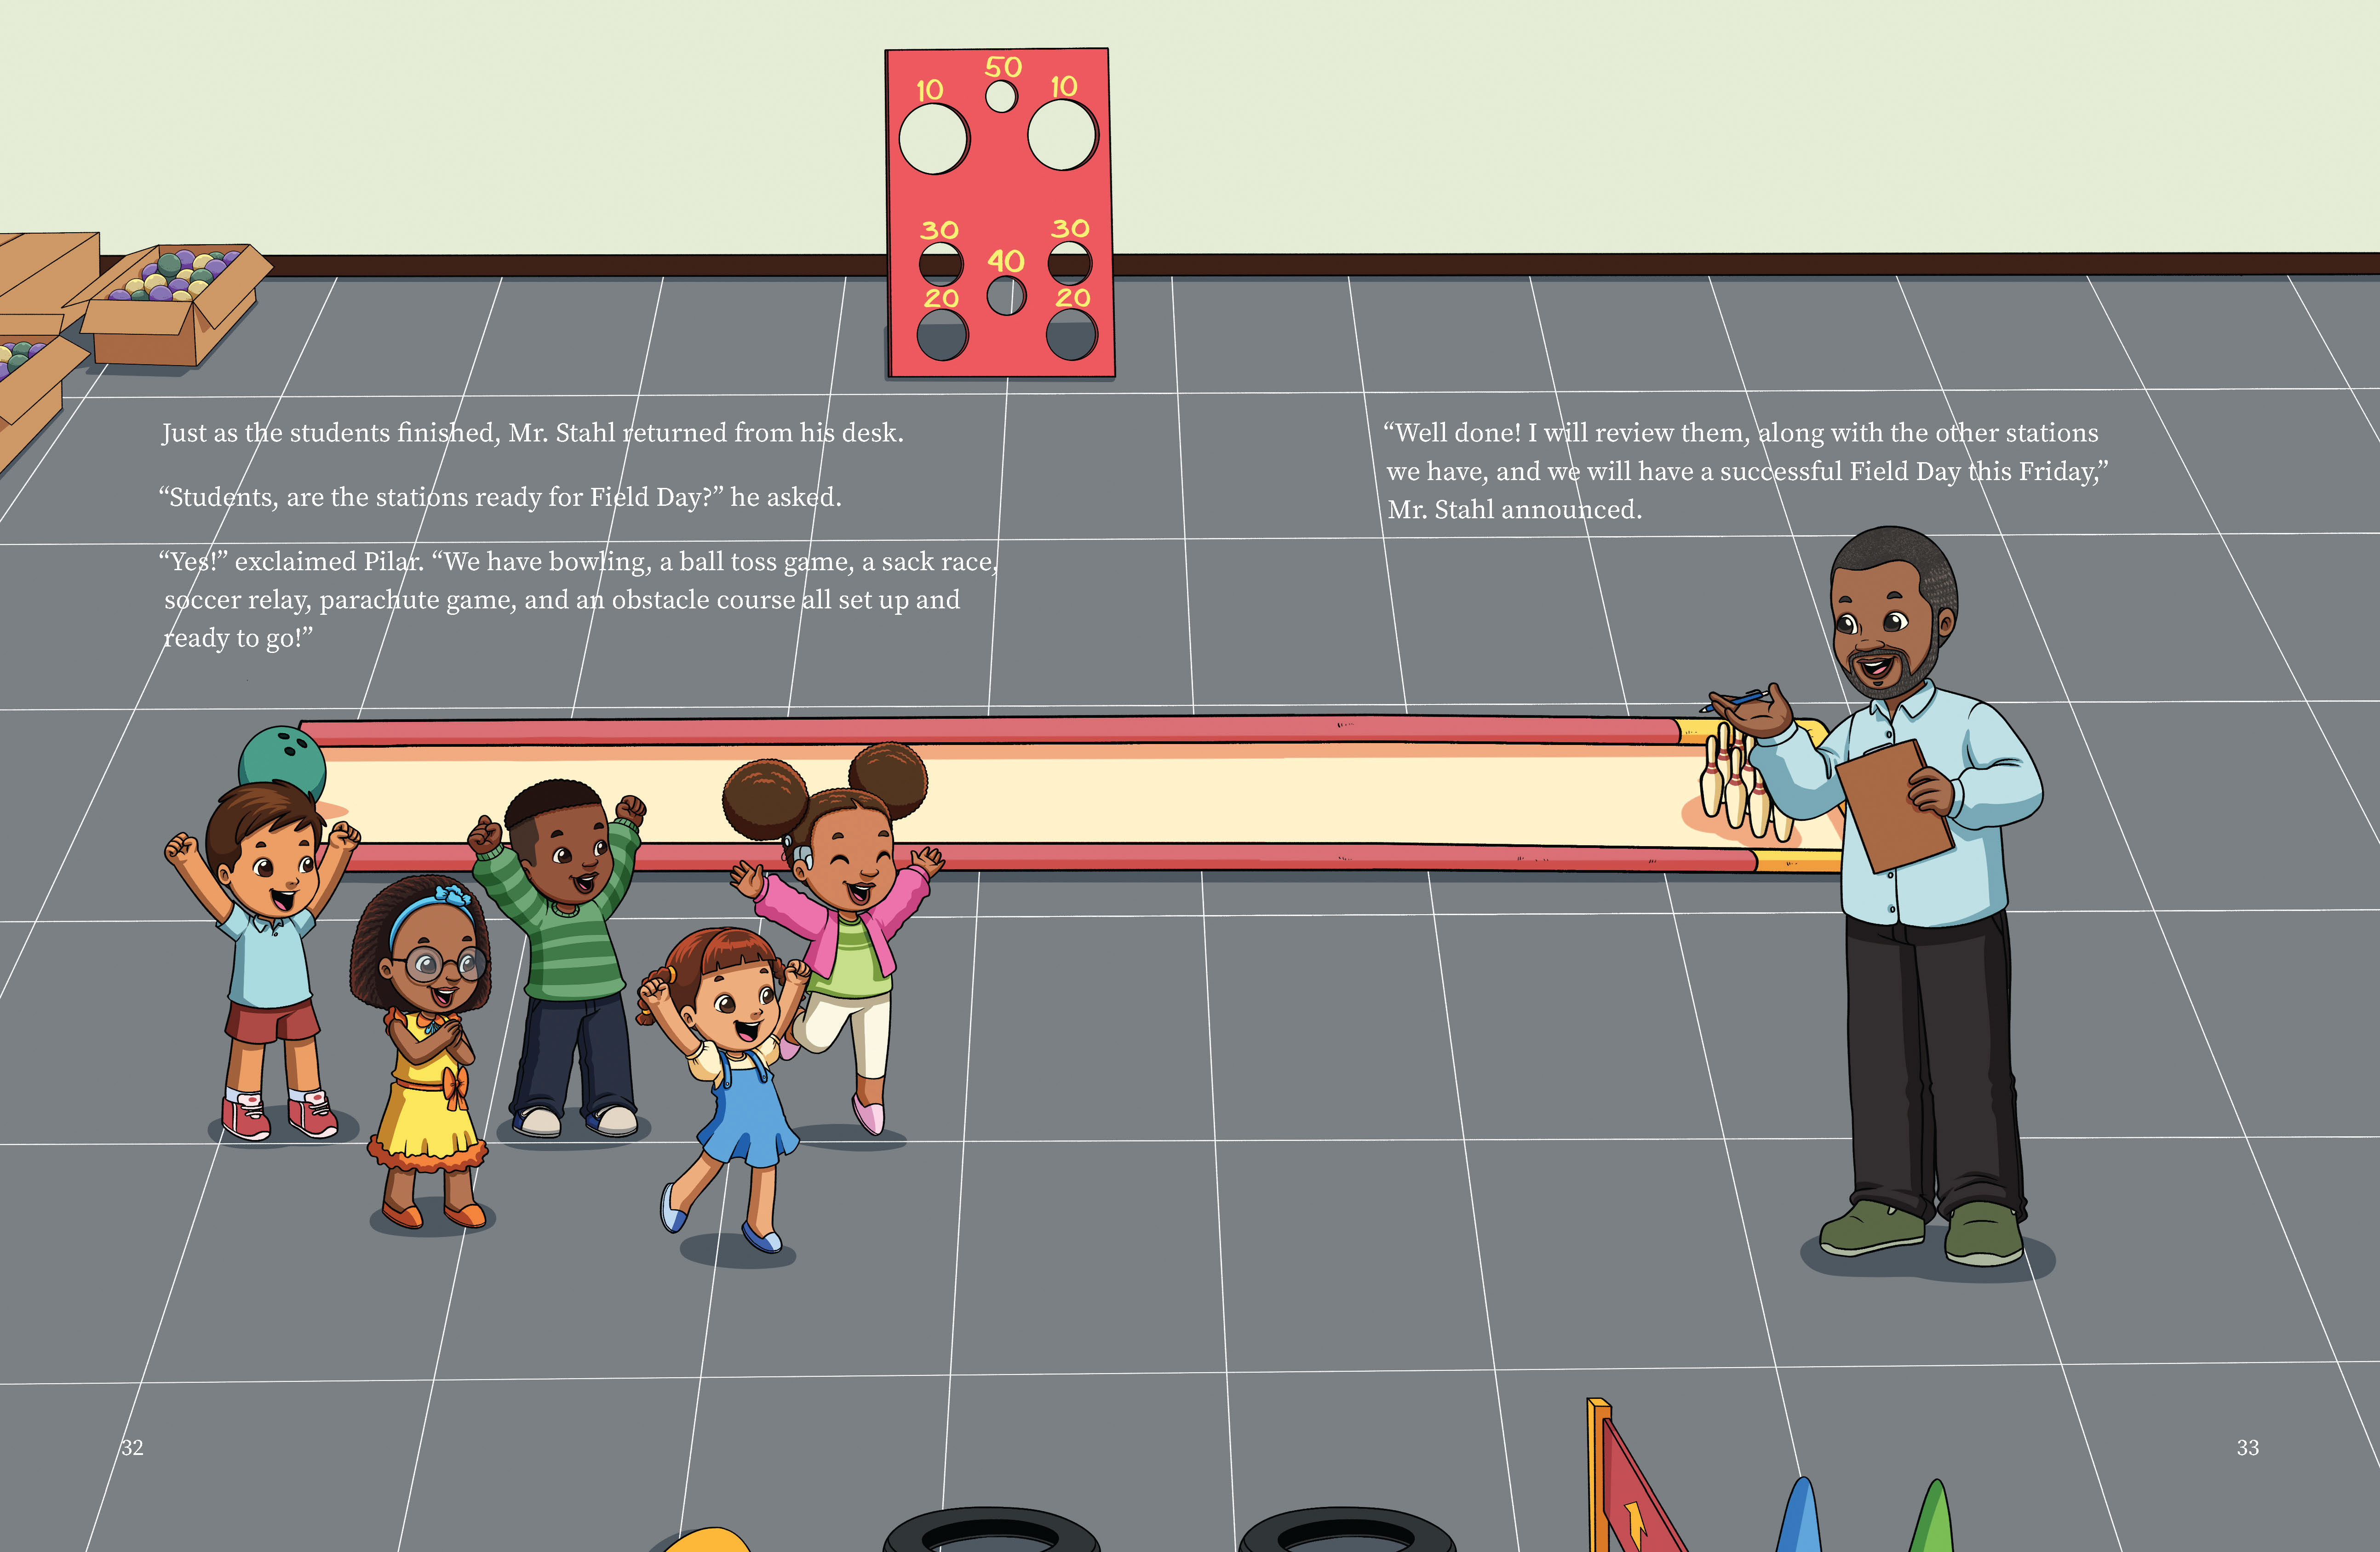 50
10 10
30 30
40
20 20
Just as the students finished, Mr. Stahl returned from his desk.
“Students, are the stations ready for Field Day?” he asked.
“Yes!” exclaimed Pilar. “We have bowling, a ball toss game, a sack race,
soccer relay, parachute game, and an obstacle course all set up and
ready to go!”
“Well done! I will review them, along with the other stations
we have, and we will have a successful Field Day this Friday,”
Mr. Stahl announced.
32
33